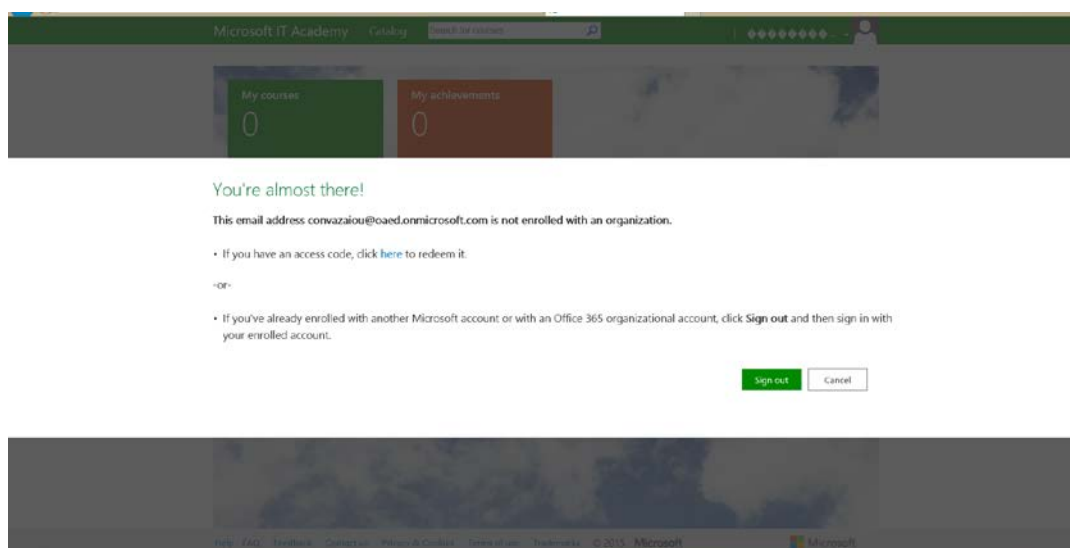 Microsoft IT Academy Catalog Search for courses ��������... 
My courses My achievements
0 0
You're almost there!
This email address convazaiou@oaed.onmicrosoft.com is not enrolled with an organization.
• If you have an access code, click here to redeem it.
-or-
• If you've already enrolled with another Microsoft account or with an Office 365 organizational account, click Sign out and then sign in with
your enrolled account.
Sign out Cancel
Help FAQ Feedback Contact us Privacy & Cookies Terms of use Trademarks © 2015 Microsoft Microsoft